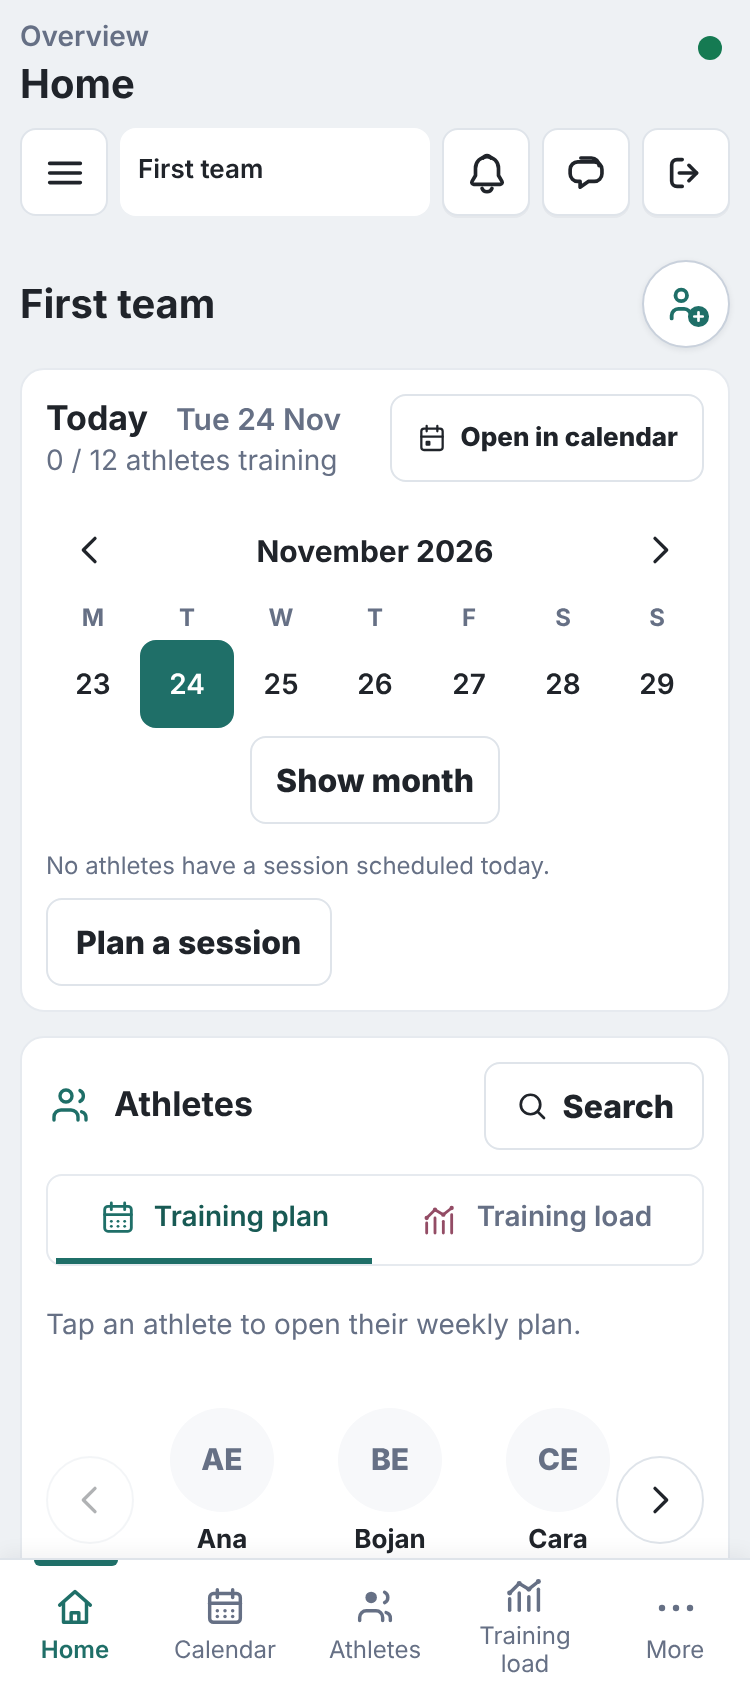 Overview
Home
First team
First team
Today Tue 24 Nov
0 / 12 athletes training
Open in calendar
November 2026
M T W T F S S
23 24 25 26 27 28 29
Show month
No athletes have a session scheduled today.
Plan a session
Athletes
Search
Training plan
Training load
Tap an athlete to open their weekly plan.
AE BE CE
Ana Bojan Cara
Home
Calendar
Athletes
Training
load
More